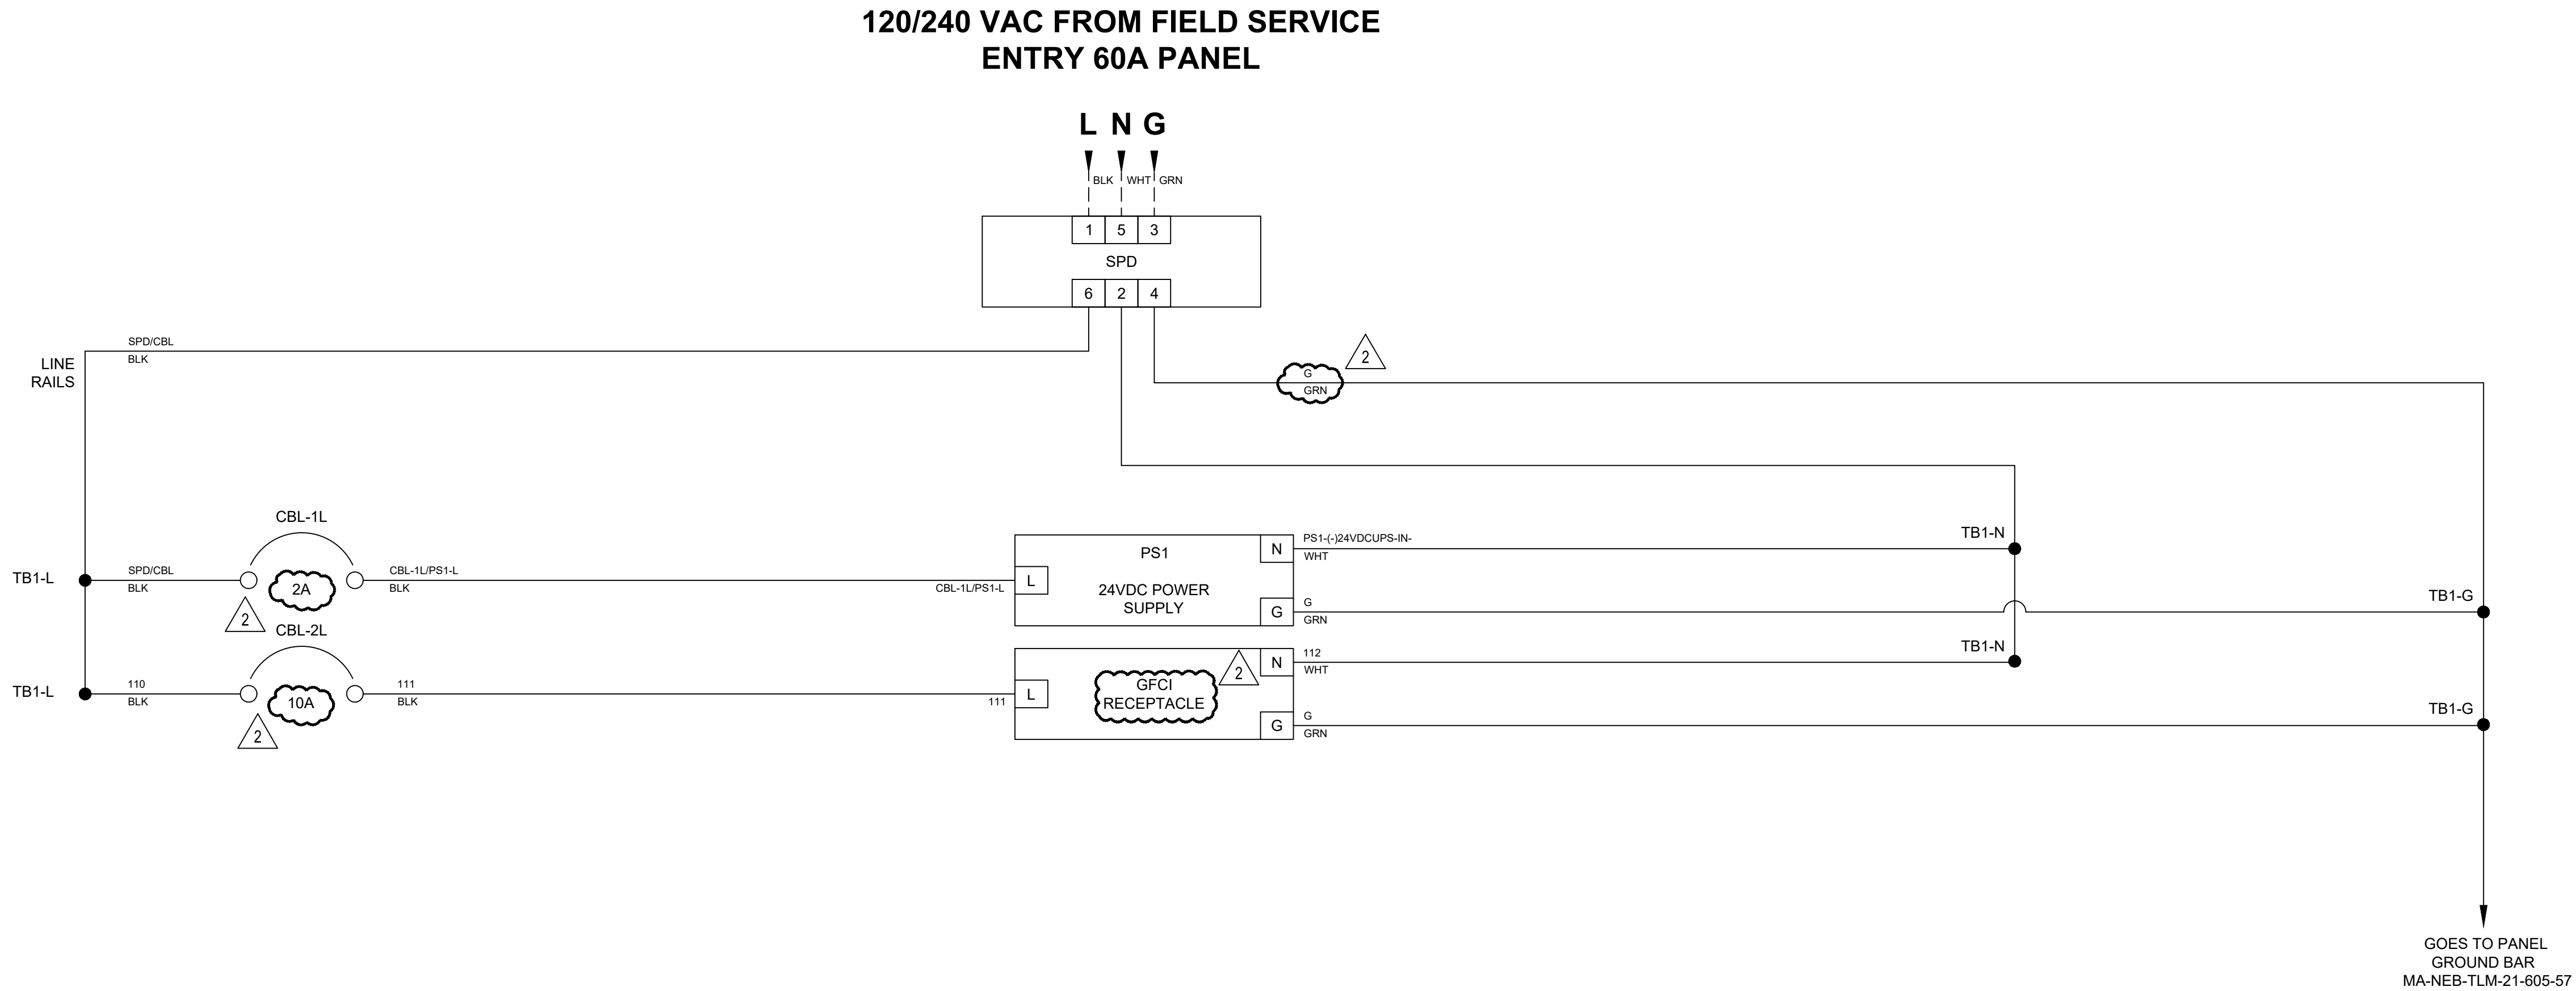 120/240 VAC FROM FIELD SERVICE
ENTRY 60A PANEL
L N G
BLK WHT GRN
1 5 3
SPD
6 2 4
SPD/CBL
BLK
LINE
RAILS
2
G
GRN
CBL-1L
TB1-L
SPD/CBL
BLK
2A
2
CBL-1L/PS1-L
BLK
CBL-1L/PS1-L
L
PS1
24VDC POWER
SUPPLY
N
PS1-(-)24VDCUPS-IN-
WHT
TB1-N
G
G
GRN
TB1-G
CBL-2L
TB1-L
110
BLK
10A
2
111
BLK
111
L
GFCI
RECEPTACLE
2
N
112
WHT
TB1-N
G
G
GRN
TB1-G
GOES TO PANEL
GROUND BAR
MA-NEB-TLM-21-605-57